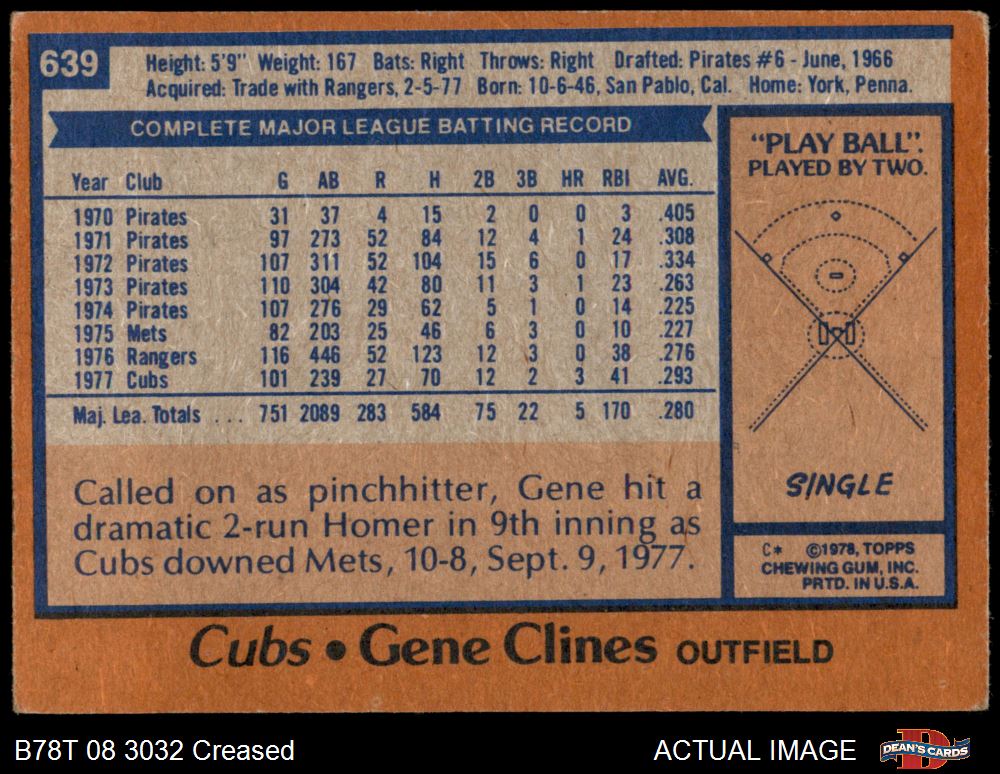 639
Height: 5'9" Weight: 167 Bats: Right Throws: Right Drafted: Pirates #6 - June, 1966
Acquired: Trade with Rangers, 2-5-77 Born: 10-6-46, San Pablo, Cal. Home: York, Penna.
COMPLETE MAJOR LEAGUE BATTING RECORD
Year Club G AB R H 2B 3B HR RBI AVG.
1970 Pirates 31 37 4 15 2 0 0 3 .405
1971 Pirates 97 273 52 84 12 4 1 24 .308
1972 Pirates 107 311 52 104 15 6 0 17 .334
1973 Pirates 110 304 42 80 11 3 1 23 .263
1974 Pirates 107 276 29 62 5 1 0 14 .225
1975 Mets 82 203 25 46 6 3 0 10 .227
1976 Rangers 116 446 52 123 12 3 0 38 .276
1977 Cubs 101 239 27 70 12 2 3 41 .293
Maj. Lea. Totals ... 751 2089 283 584 75 22 5 170 .280
Called on as pinchhitter, Gene hit a
dramatic 2-run Homer in 9th inning as
Cubs downed Mets, 10-8, Sept. 9, 1977.
"PLAY BALL".
PLAYED BY TWO.
SINGLE
C* ©1978, TOPPS
CHEWING GUM, INC.
PRTD. IN U.S.A.
Cubs • Gene Clines OUTFIELD
B78T 08 3032 Creased
ACTUAL IMAGE
DEAN'S CARDS